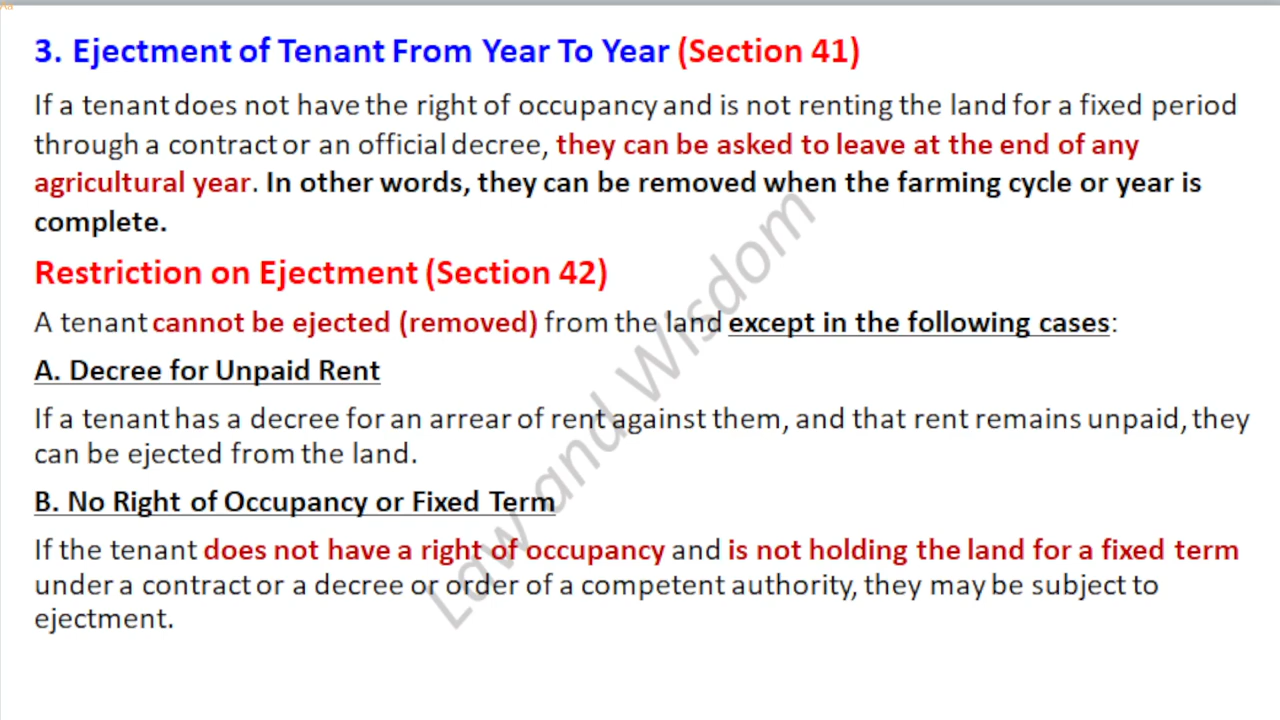 3. Ejectment of Tenant From Year To Year (Section 41)
If a tenant does not have the right of occupancy and is not renting the land for a fixed period
through a contract or an official decree, they can be asked to leave at the end of any
agricultural year. In other words, they can be removed when the farming cycle or year is
complete.
Restriction on Ejectment (Section 42)
A tenant cannot be ejected (removed) from the land except in the following cases:
A. Decree for Unpaid Rent
If a tenant has a decree for an arrear of rent against them, and that rent remains unpaid, they
can be ejected from the land.
B. No Right of Occupancy or Fixed Term
If the tenant does not have a right of occupancy and is not holding the land for a fixed term
under a contract or a decree or order of a competent authority, they may be subject to
ejectment.
Law and Wisdom